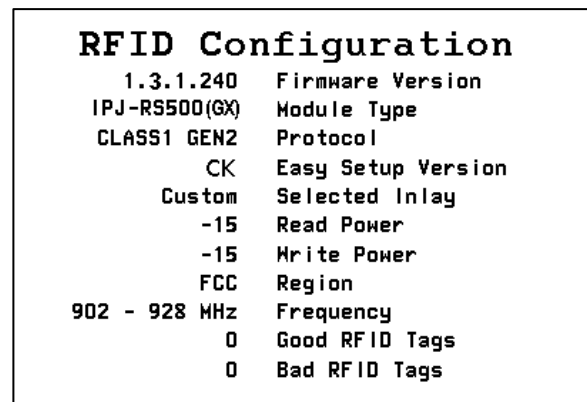 RFID Configuration
1.3.1.240 Firmware Version
IPJ-RS500(GX) Module Type
CLASS1 GEN2 Protocol
CK Easy Setup Version
Custom Selected Inlay
-15 Read Power
-15 Write Power
FCC Region
902 - 928 MHz Frequency
0 Good RFID Tags
0 Bad RFID Tags